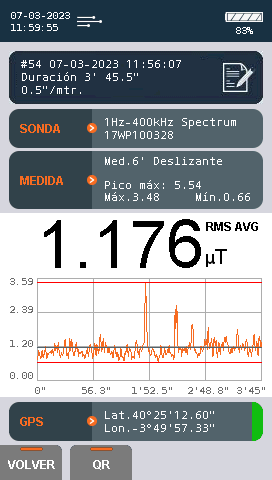 07-03-2023
11:59:55
83%
#54 07-03-2023 11:56:07
Duración 3' 45.5"
0.5"/mtr.
SONDA
1Hz-400kHz Spectrum
17WP100328
MEDIDA
Med.6' Deslizante
Pico máx: 5.54
Máx.3.48 Mín.0.66
1.176 RMS AVG
µT
3.59
2.39
1.20
0.00
0" 56.3" 1'52.5" 2'48.8" 3'45"
GPS
Lat.40°25'12.60"
Lon.-3°49'57.33"
VOLVER QR